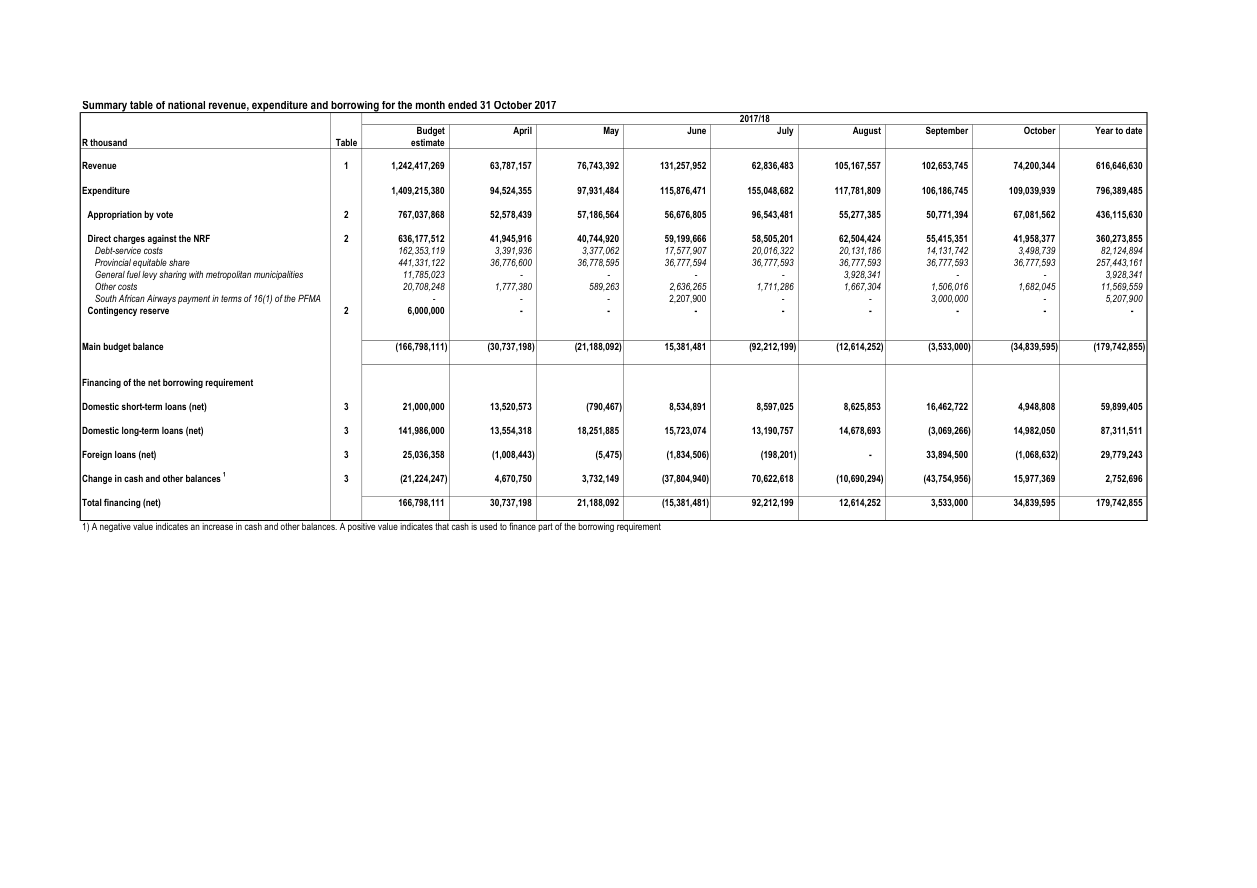 Summary table of national revenue, expenditure and borrowing for the month ended 31 October 2017
2017/18
Budget April May June July August September October Year to date
R thousand Table estimate
Revenue 1 1,242,417,269 63,787,157 76,743,392 131,257,952 62,836,483 105,167,557 102,653,745 74,200,344 616,646,630
Expenditure 1,409,215,380 94,524,355 97,931,484 115,876,471 155,048,682 117,781,809 106,186,745 109,039,939 796,389,485
Appropriation by vote 2 767,037,868 52,578,439 57,186,564 56,676,805 96,543,481 55,277,385 50,771,394 67,081,562 436,115,630
Direct charges against the NRF 2 636,177,512 41,945,916 40,744,920 59,199,666 58,505,201 62,504,424 55,415,351 41,958,377 360,273,855
Debt-service costs 162,353,119 3,391,936 3,377,062 17,577,907 20,016,322 20,131,186 14,131,742 3,498,739 82,124,894
Provincial equitable share 441,331,122 36,776,600 36,778,595 36,777,594 36,777,593 36,777,593 36,777,593 36,777,593 257,443,161
General fuel levy sharing with metropolitan municipalities 11,785,023 - - - - 3,928,341 - - 3,928,341
Other costs 20,708,248 1,777,380 589,263 2,636,265 1,711,286 1,667,304 1,506,016 1,682,045 11,569,559
South African Airways payment in terms of 16(1) of the PFMA - - - 2,207,900 - - 3,000,000 - 5,207,900
Contingency reserve 2 6,000,000 - - - - - - - -
Main budget balance (166,798,111) (30,737,198) (21,188,092) 15,381,481 (92,212,199) (12,614,252) (3,533,000) (34,839,595) (179,742,855)
Financing of the net borrowing requirement
Domestic short-term loans (net) 3 21,000,000 13,520,573 (790,467) 8,534,891 8,597,025 8,625,853 16,462,722 4,948,808 59,899,405
Domestic long-term loans (net) 3 141,986,000 13,554,318 18,251,885 15,723,074 13,190,757 14,678,693 (3,069,266) 14,982,050 87,311,511
Foreign loans (net) 3 25,036,358 (1,008,443) (5,475) (1,834,506) (198,201) - 33,894,500 (1,068,632) 29,779,243
Change in cash and other balances 1 3 (21,224,247) 4,670,750 3,732,149 (37,804,940) 70,622,618 (10,690,294) (43,754,956) 15,977,369 2,752,696
Total financing (net) 166,798,111 30,737,198 21,188,092 (15,381,481) 92,212,199 12,614,252 3,533,000 34,839,595 179,742,855
1) A negative value indicates an increase in cash and other balances. A positive value indicates that cash is used to finance part of the borrowing requirement